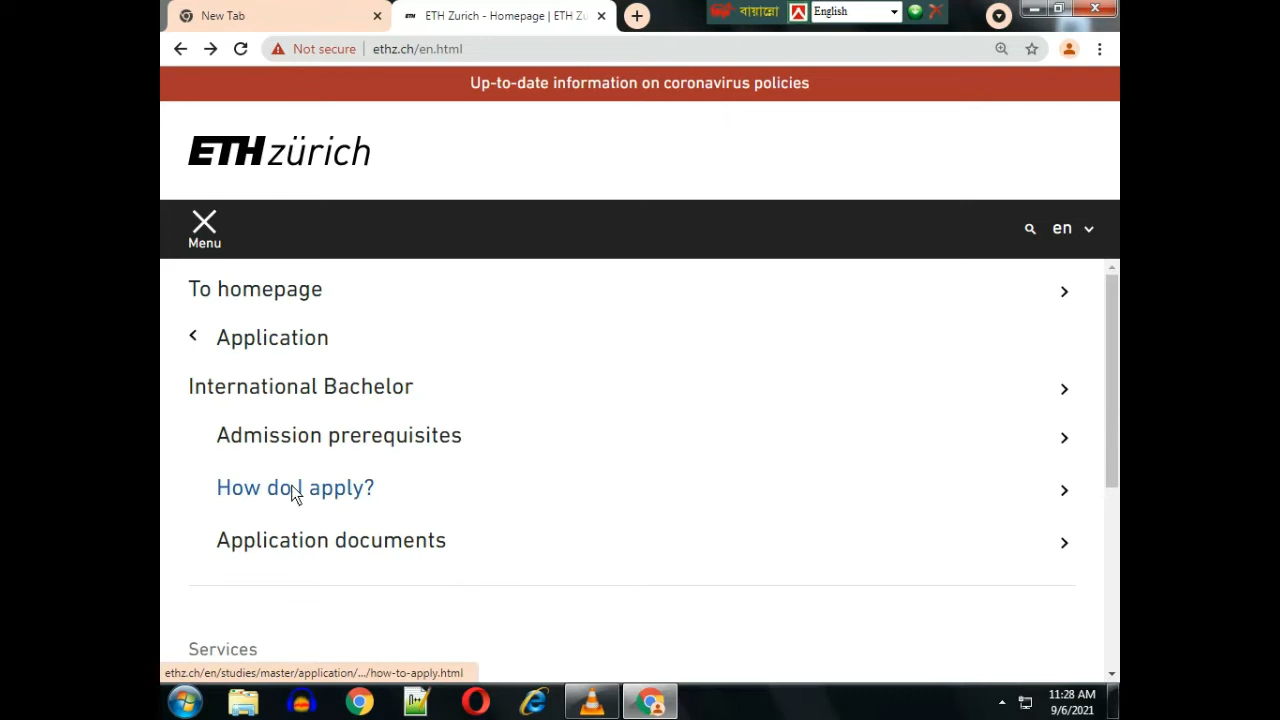 New Tab
ETH Zurich - Homepage | ETH Zu
বায়ান্নো
English
Not secure
ethz.ch/en.html
Up-to-date information on coronavirus policies
ETH zürich
Menu
en
To homepage
Application
International Bachelor
Admission prerequisites
How do I apply?
Application documents
Services
ethz.ch/en/studies/master/application/.../how-to-apply.html
11:28 AM
9/6/2021